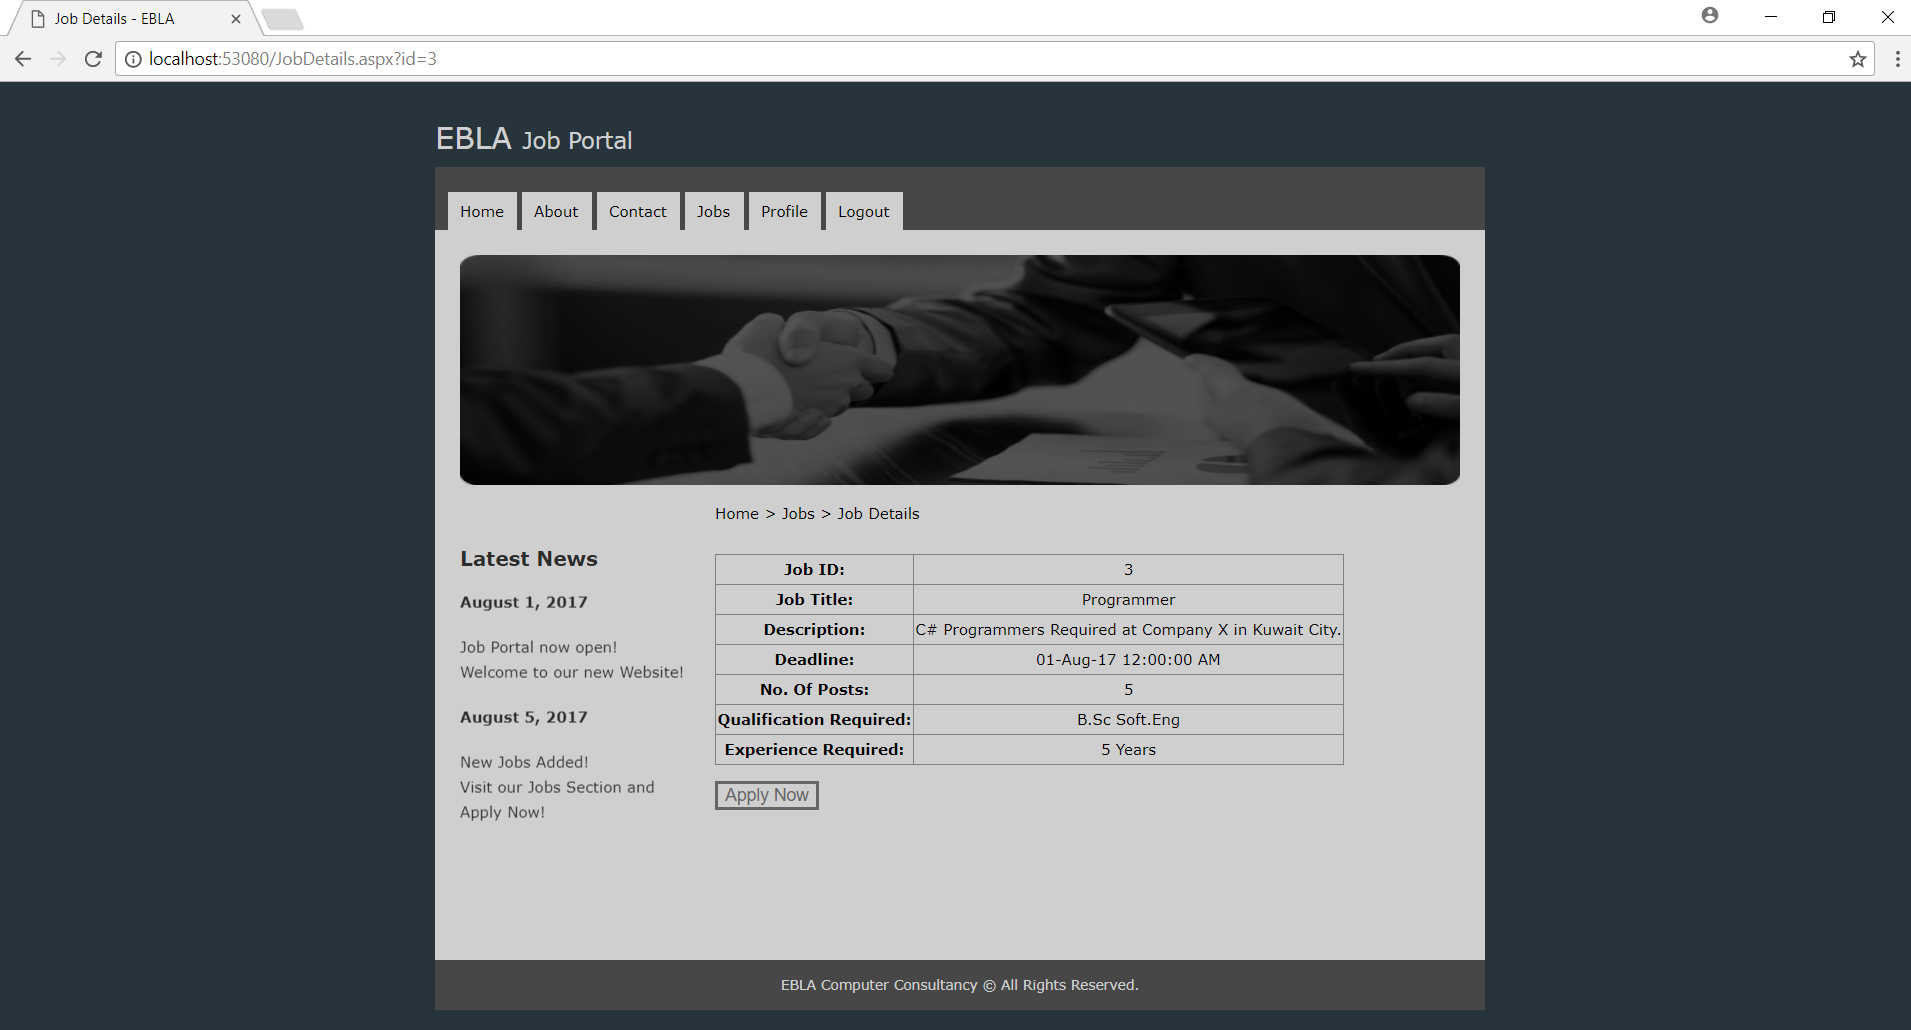 Job Details - EBLA
localhost:53080/JobDetails.aspx?id=3
EBLA Job Portal
Home About Contact Jobs Profile Logout
Home > Jobs > Job Details
Latest News
August 1, 2017
Job Portal now open!
Welcome to our new Website!
August 5, 2017
New Jobs Added!
Visit our Jobs Section and
Apply Now!
Job ID: 3
Job Title: Programmer
Description: C# Programmers Required at Company X in Kuwait City.
Deadline: 01-Aug-17 12:00:00 AM
No. Of Posts: 5
Qualification Required: B.Sc Soft.Eng
Experience Required: 5 Years
Apply Now
EBLA Computer Consultancy © All Rights Reserved.